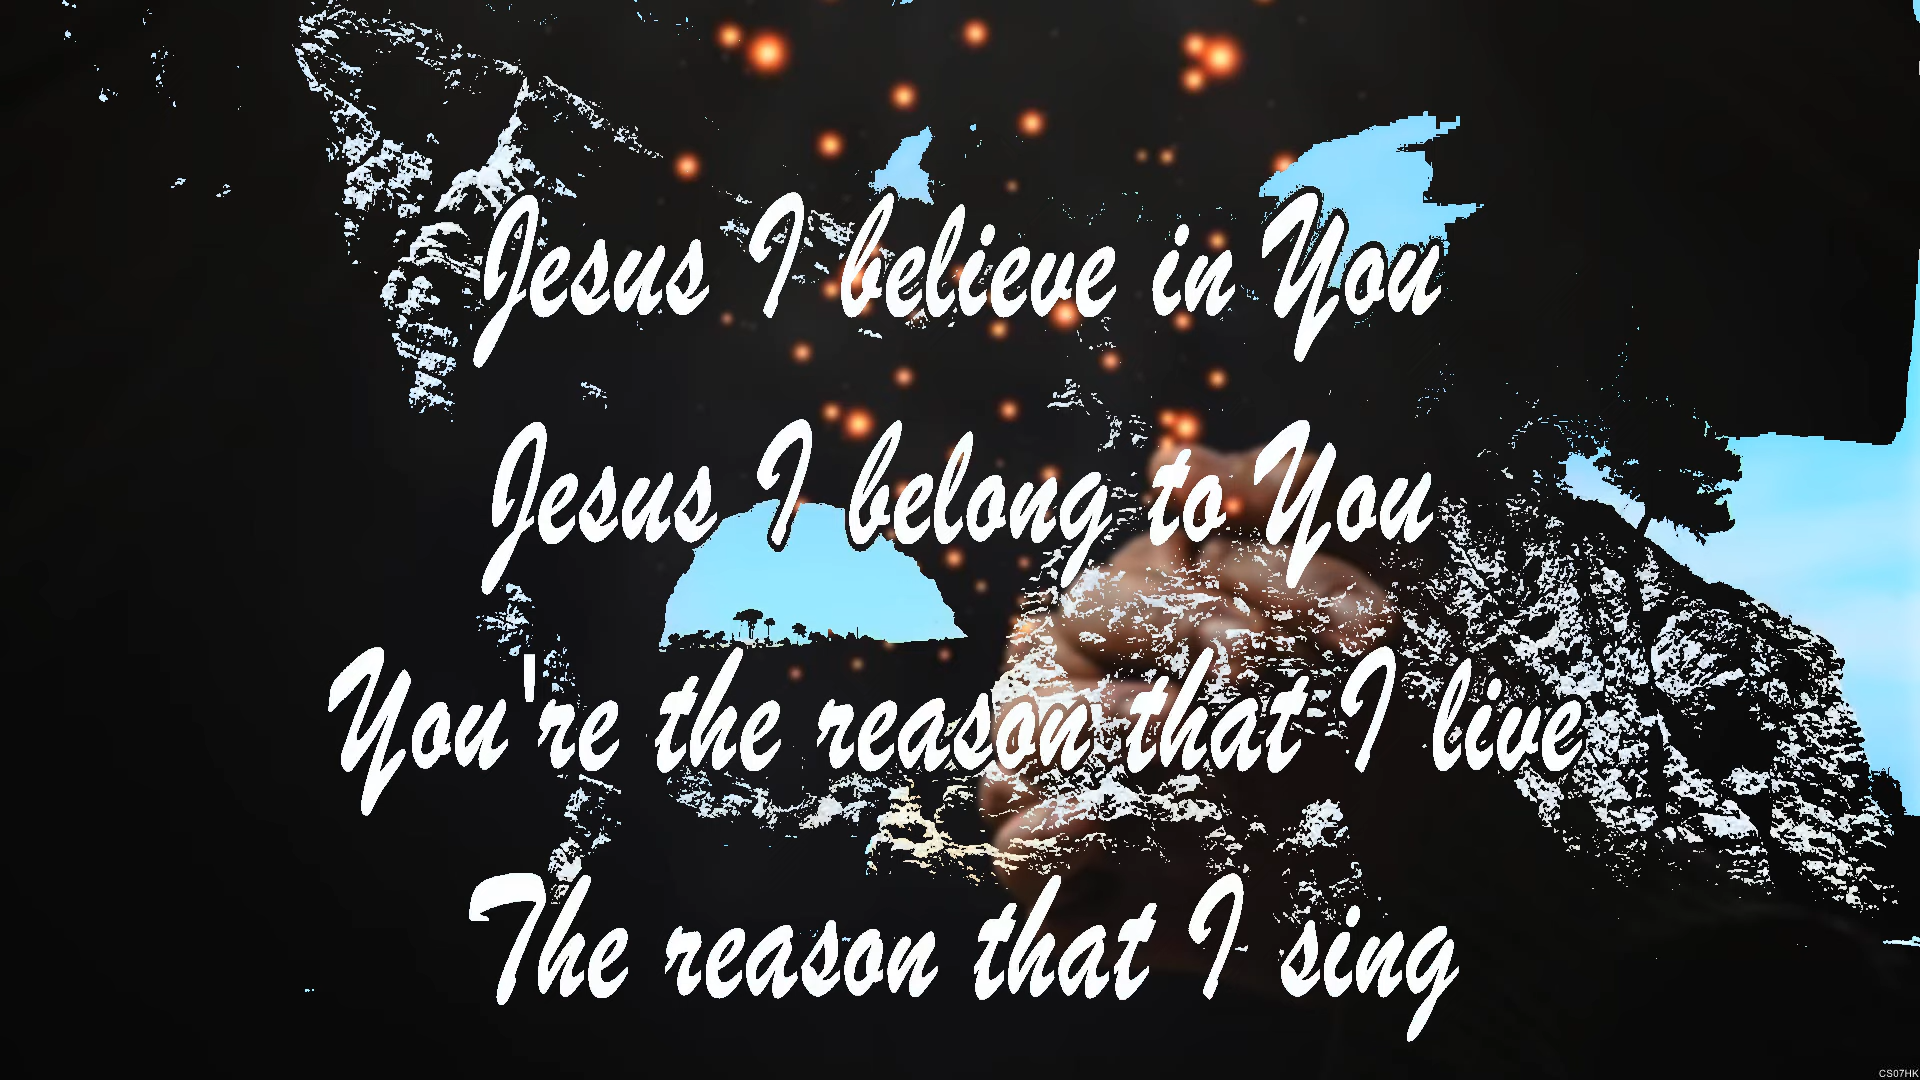 Jesus I believe in You
Jesus I belong to You
You're the reason that I live
The reason that I sing
CS07HK